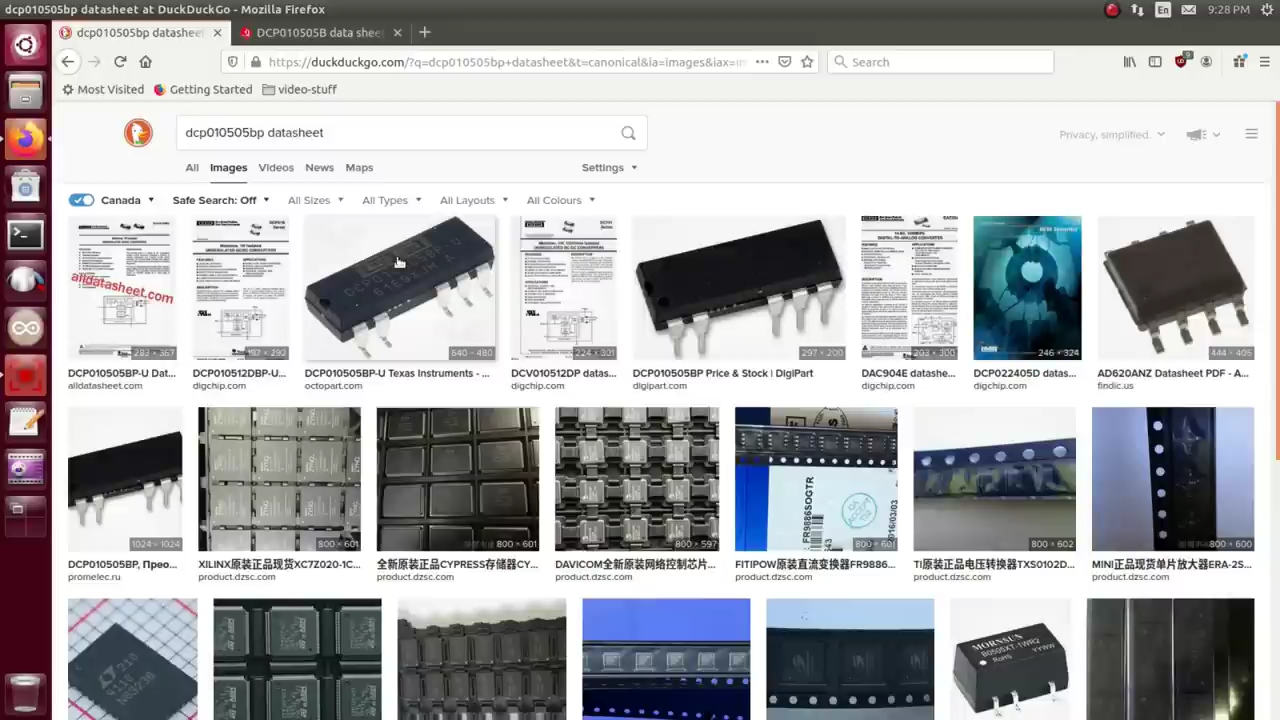 dcp010505bp datasheet at DuckDuckGo - Mozilla Firefox
En
9:28 PM
dcp010505bp datasheet
DCP010505B data shee
https://duckduckgo.com/?q=dcp010505bp+datasheet&t=canonical&ia=images&iax=im
Search
Most Visited
Getting Started
video-stuff
dcp010505bp datasheet
Privacy, simplified.
All
Images
Videos
News
Maps
Settings
Canada
Safe Search: Off
All Sizes
All Types
All Layouts
All Colours
alldatasheet.com
283 × 367
640 × 480
224 × 301
297 × 200
203 × 300
246 × 324
444 × 405
DCP010505BP-U Dat...
DCP010512DBP-U...
DCP010505BP-U Texas Instruments - ...
DCV010512DP datas...
DCP010505BP Price & Stock | DigiPart
DAC904E datashe...
DCP022405D datas...
AD620ANZ Datasheet PDF - A...
alldatasheet.com
digchip.com
octopart.com
digchip.com
digipart.com
digchip.com
digchip.com
findic.us
FR9886SOGTR
2016/03/03
1024 × 1024
800 × 601
800 × 601
800 × 597
800 × 601
800 × 602
800 × 600
DCP010505BP, Прео...
XILINX原装正品现货XC7Z020-1C...
全新原装正品CYPRESS存储器CY...
DAVICOM全新原装网络控制芯片...
FITIPOW原装直流变换器FR9886...
TI原装正品电压转换器TXS0102D...
MINI正品现货单片放大器ERA-2S...
promelec.ru
product.dzsc.com
product.dzsc.com
product.dzsc.com
product.dzsc.com
product.dzsc.com
product.dzsc.com
MORNSUN
B0505XT-1WR2
RoHS
YYWW